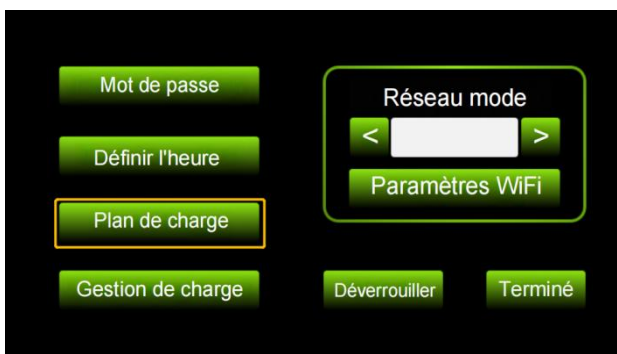 Mot de passe
Définir l'heure
Plan de charge
Gestion de charge
Réseau mode
< >
Paramètres WiFi
Déverrouiller
Terminé